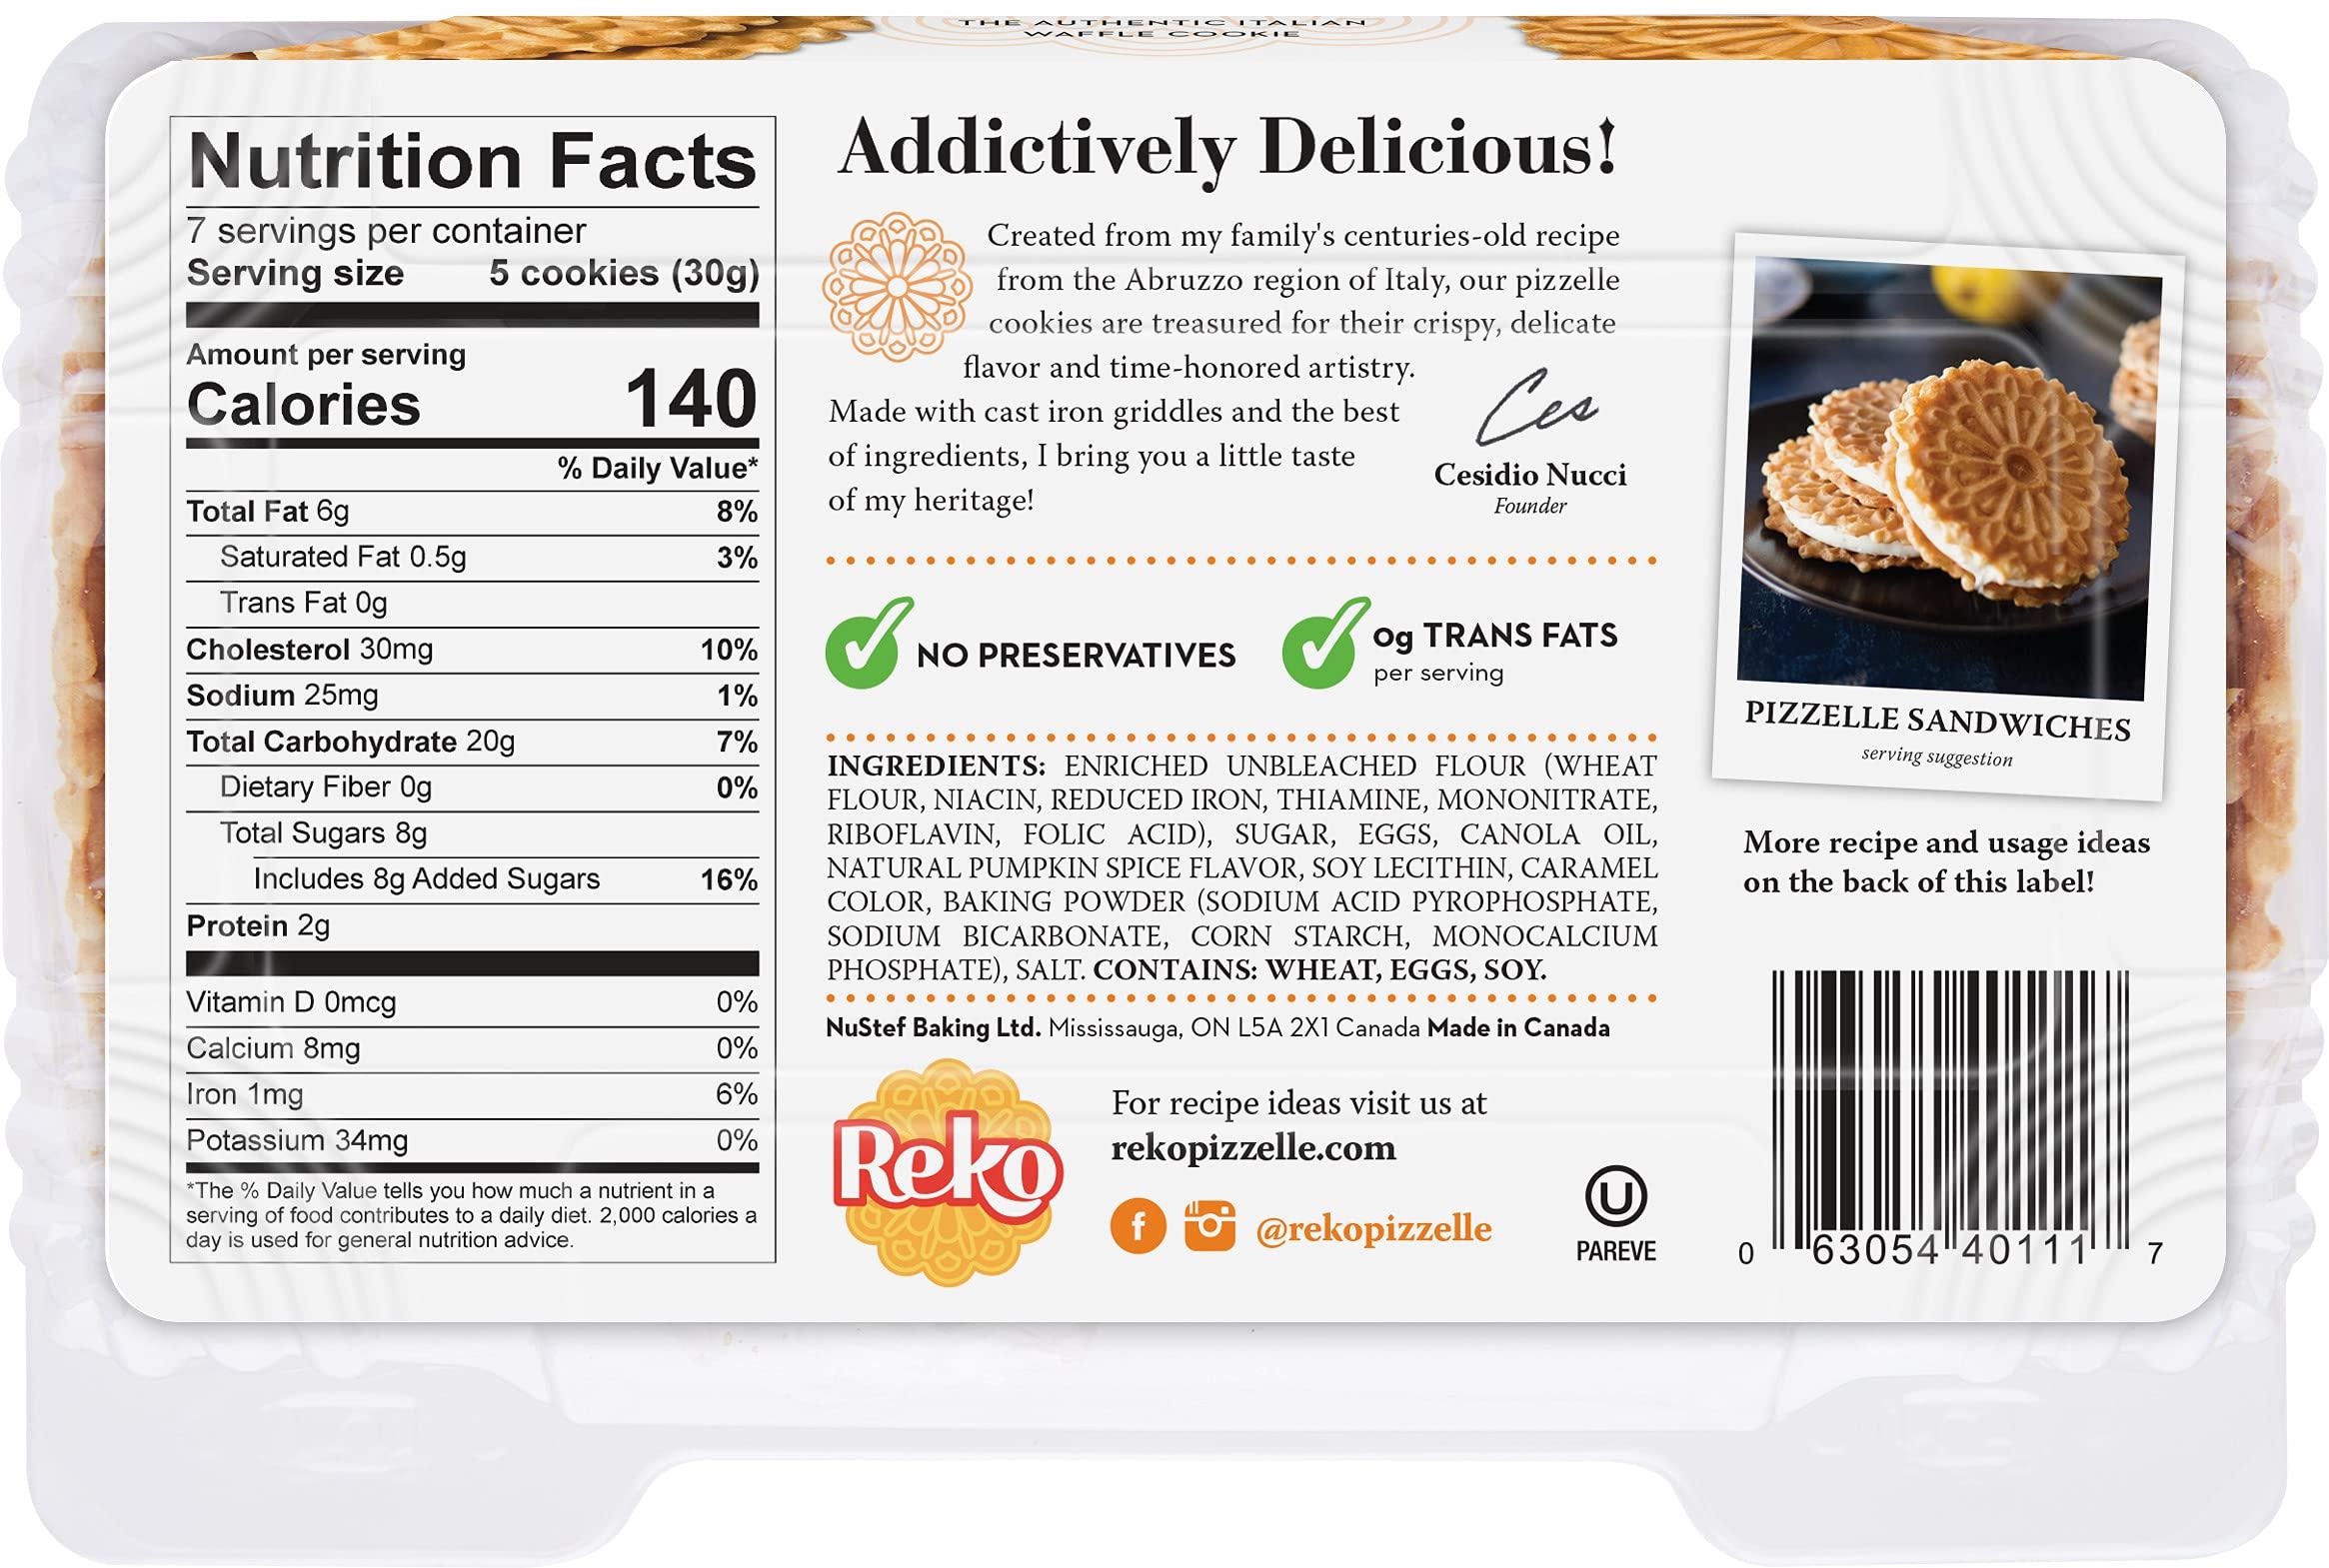 THE AUTHENTIC ITALIAN
WAFFLE COOKIE
Nutrition Facts
7 servings per container
Serving size 5 cookies (30g)
Amount per serving
Calories 140
% Daily Value*
Total Fat 6g 8%
Saturated Fat 0.5g 3%
Trans Fat 0g
Cholesterol 30mg 10%
Sodium 25mg 1%
Total Carbohydrate 20g 7%
Dietary Fiber 0g 0%
Total Sugars 8g
Includes 8g Added Sugars 16%
Protein 2g
Vitamin D 0mcg 0%
Calcium 8mg 0%
Iron 1mg 6%
Potassium 34mg 0%
*The % Daily Value tells you how much a nutrient in a
serving of food contributes to a daily diet. 2,000 calories a
day is used for general nutrition advice.
Addictively Delicious!
Created from my family's centuries-old recipe
from the Abruzzo region of Italy, our pizzelle
cookies are treasured for their crispy, delicate
flavor and time-honored artistry.
Made with cast iron griddles and the best
of ingredients, I bring you a little taste
of my heritage!
Ces
Cesidio Nucci
Founder
NO PRESERVATIVES
0g TRANS FATS
per serving
INGREDIENTS: ENRICHED UNBLEACHED FLOUR (WHEAT
FLOUR, NIACIN, REDUCED IRON, THIAMINE, MONONITRATE,
RIBOFLAVIN, FOLIC ACID), SUGAR, EGGS, CANOLA OIL,
NATURAL PUMPKIN SPICE FLAVOR, SOY LECITHIN, CARAMEL
COLOR, BAKING POWDER (SODIUM ACID PYROPHOSPHATE,
SODIUM BICARBONATE, CORN STARCH, MONOCALCIUM
PHOSPHATE), SALT. CONTAINS: WHEAT, EGGS, SOY.
NuStef Baking Ltd. Mississauga, ON L5A 2X1 Canada Made in Canada
Reko
For recipe ideas visit us at
rekopizzelle.com
f @rekopizzelle
U
PAREVE
PIZZELLE SANDWICHES
serving suggestion
More recipe and usage ideas
on the back of this label!
0 63054 40111 7